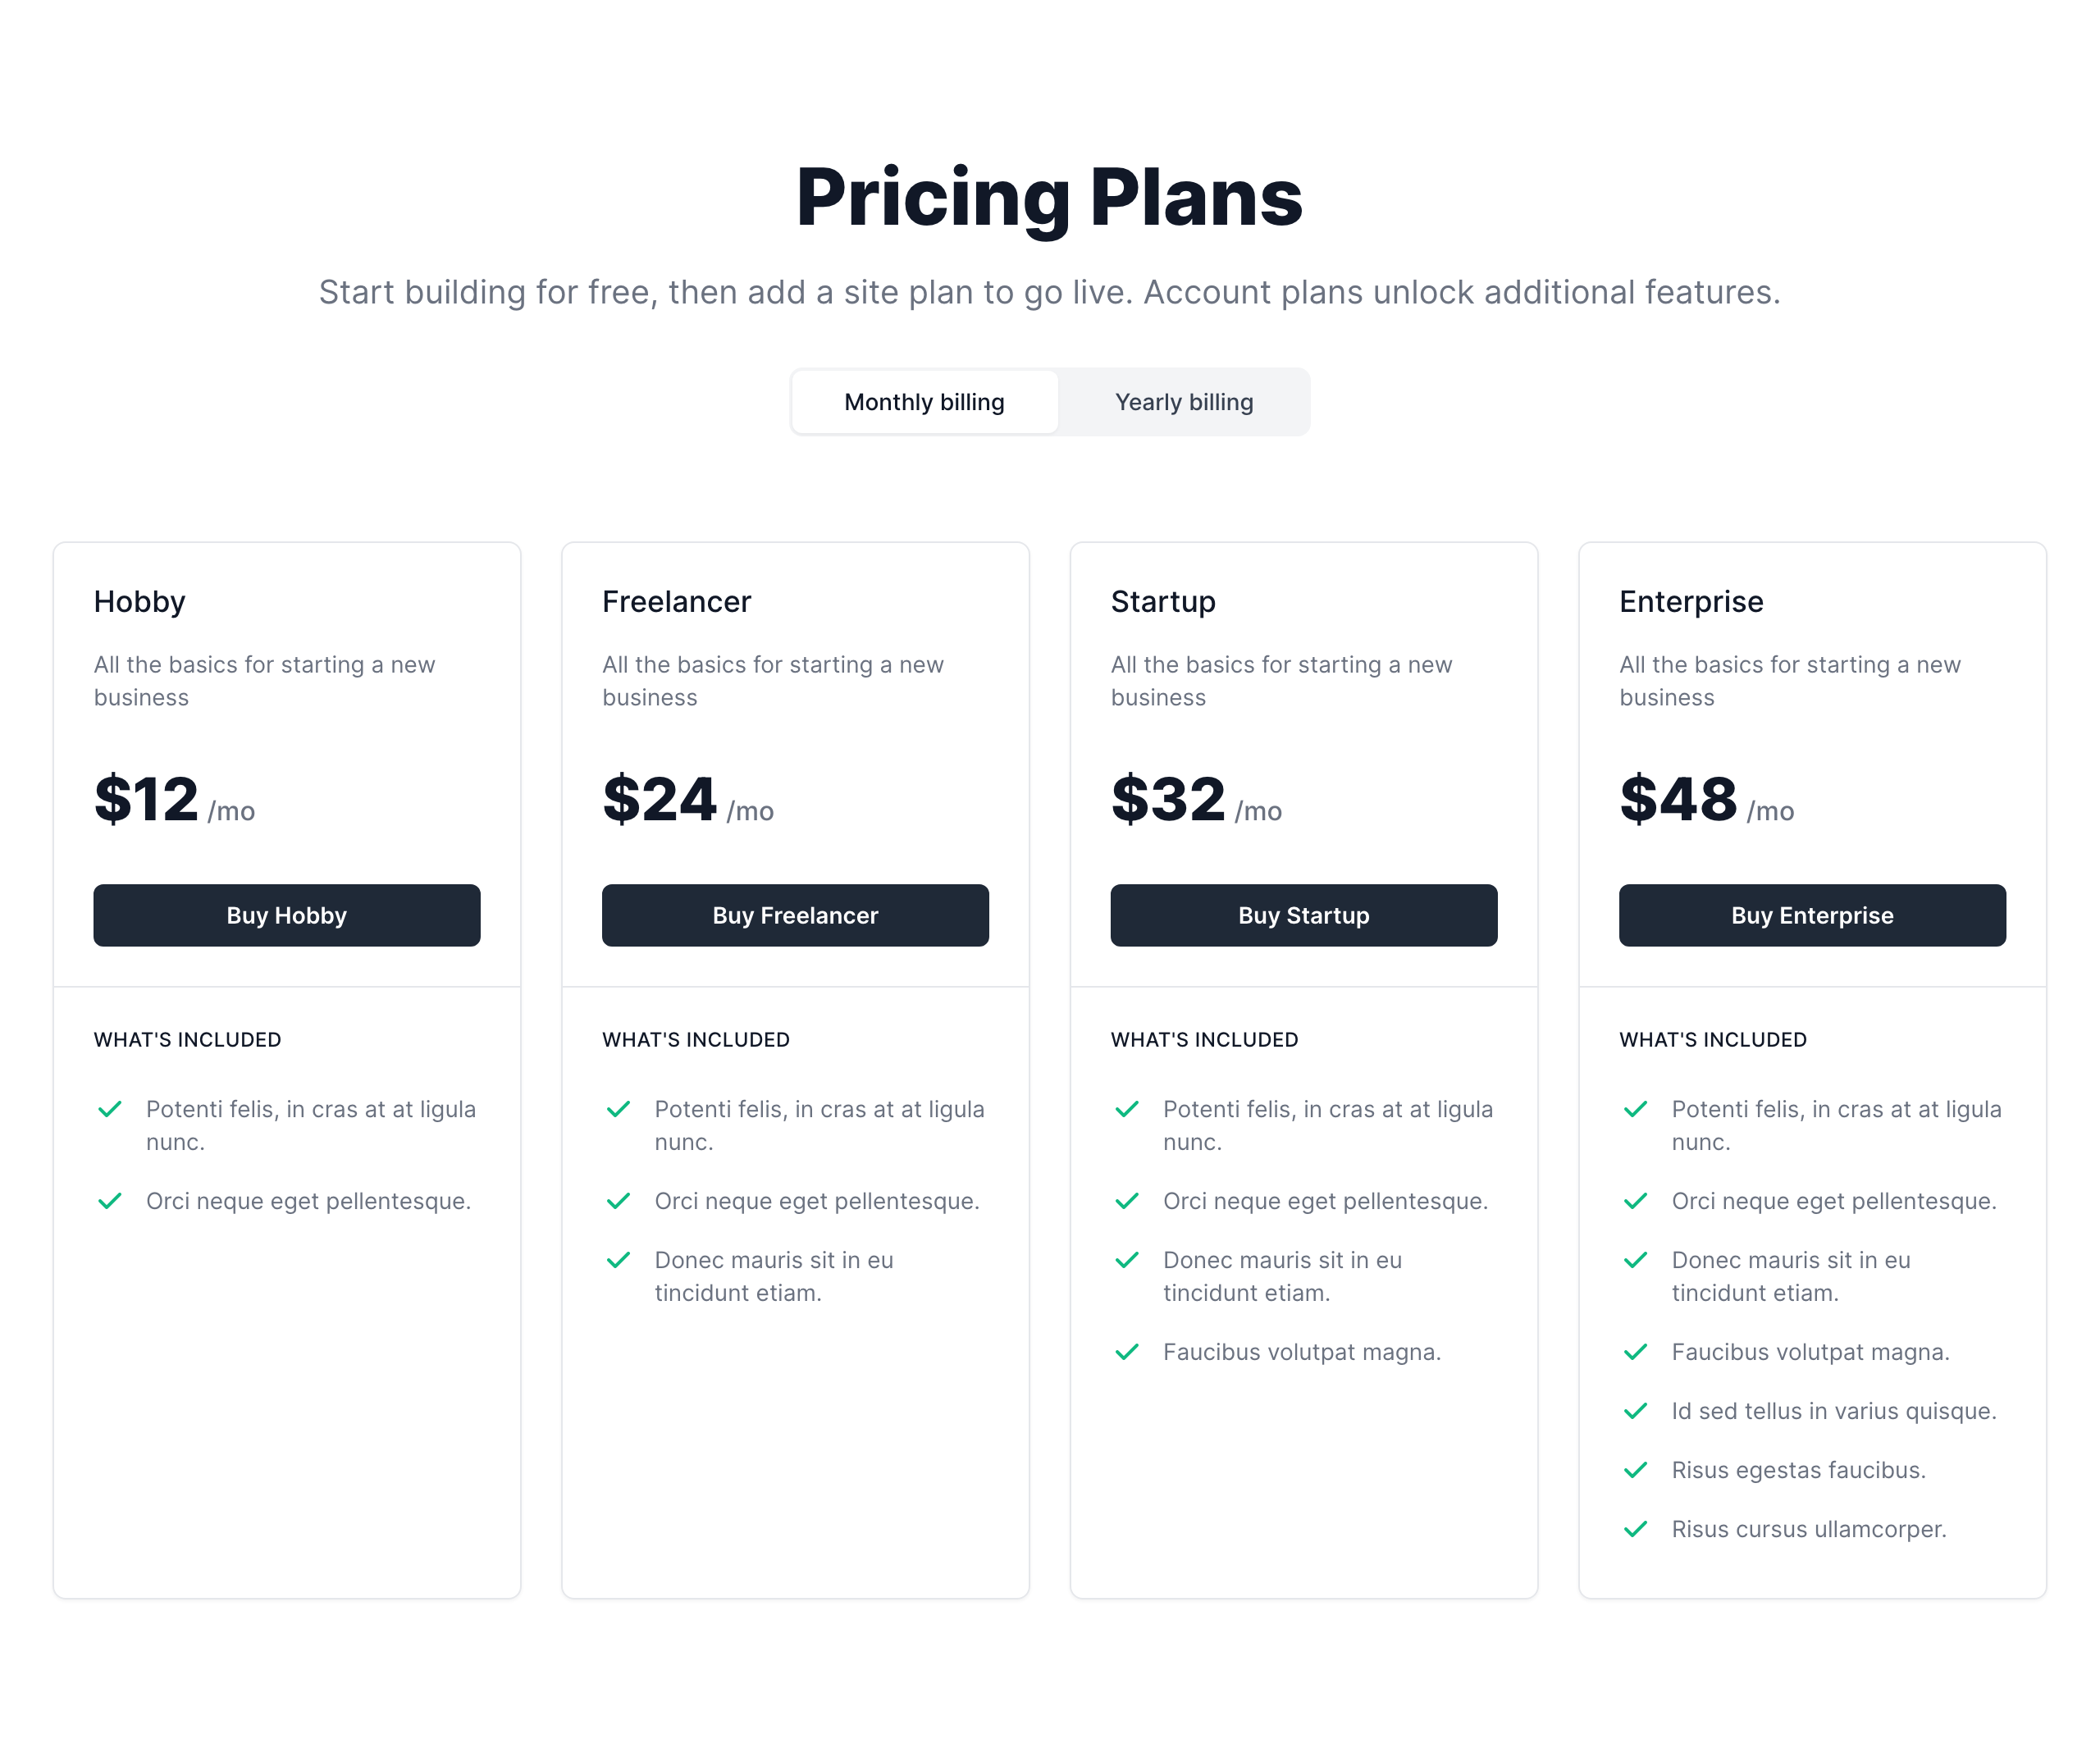 Pricing Plans
Start building for free, then add a site plan to go live. Account plans unlock additional features.
Monthly billing
Yearly billing
Hobby
All the basics for starting a new
business
$12 /mo
Buy Hobby
WHAT'S INCLUDED
Potenti felis, in cras at at ligula
nunc.
Orci neque eget pellentesque.
Freelancer
All the basics for starting a new
business
$24 /mo
Buy Freelancer
WHAT'S INCLUDED
Potenti felis, in cras at at ligula
nunc.
Orci neque eget pellentesque.
Donec mauris sit in eu
tincidunt etiam.
Startup
All the basics for starting a new
business
$32 /mo
Buy Startup
WHAT'S INCLUDED
Potenti felis, in cras at at ligula
nunc.
Orci neque eget pellentesque.
Donec mauris sit in eu
tincidunt etiam.
Faucibus volutpat magna.
Enterprise
All the basics for starting a new
business
$48 /mo
Buy Enterprise
WHAT'S INCLUDED
Potenti felis, in cras at at ligula
nunc.
Orci neque eget pellentesque.
Donec mauris sit in eu
tincidunt etiam.
Faucibus volutpat magna.
Id sed tellus in varius quisque.
Risus egestas faucibus.
Risus cursus ullamcorper.